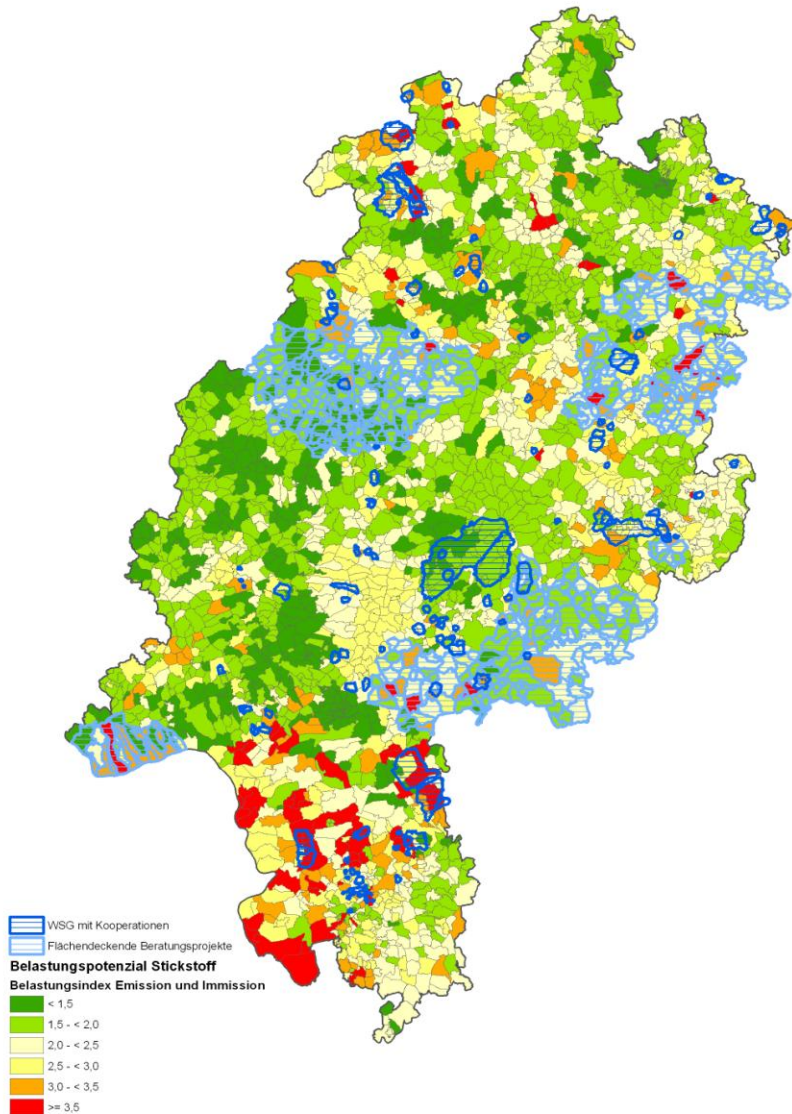 WSG mit Kooperationen
Flächendeckende Beratungsprojekte
Belastungspotenzial Stickstoff
Belastungsindex Emission und Immission
< 1,5
1,5 - < 2,0
2,0 - < 2,5
2,5 - < 3,0
3,0 - < 3,5
>= 3,5